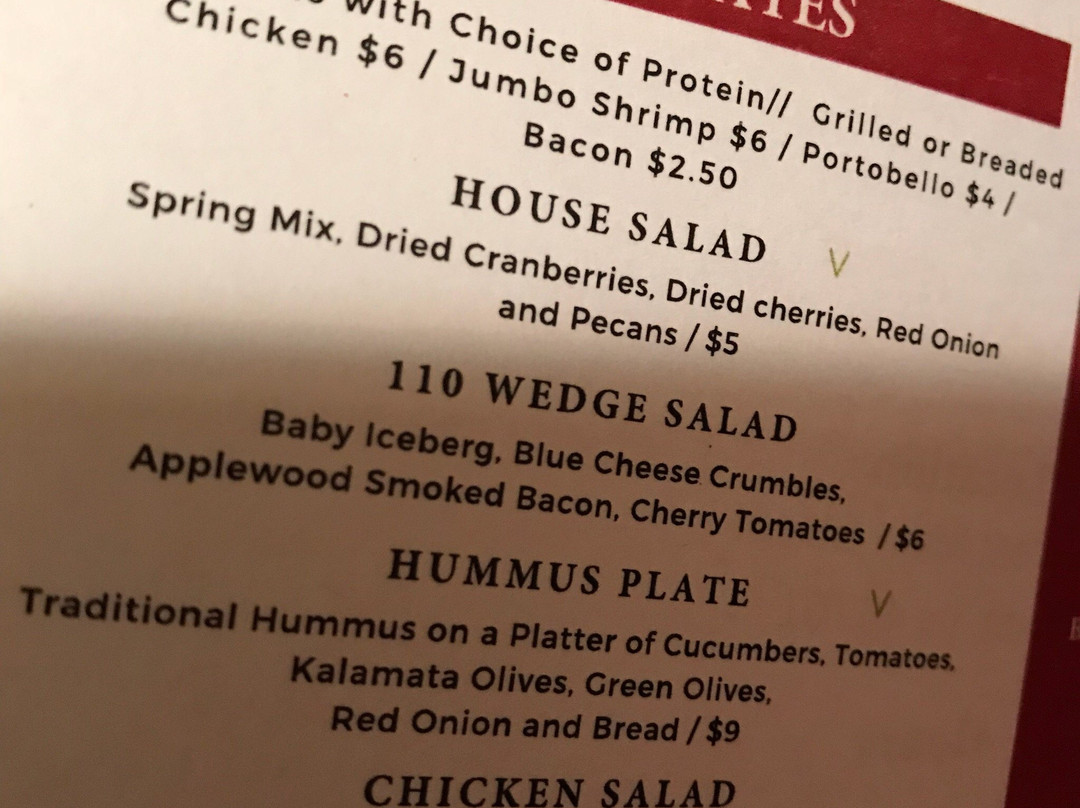 With Choice of Protein// Grilled or Breaded
Chicken $6 / Jumbo Shrimp $6 / Portobello $4 /
Bacon $2.50
HOUSE SALAD V
Spring Mix, Dried Cranberries, Dried cherries, Red Onion
and Pecans / $5
110 WEDGE SALAD
Baby Iceberg, Blue Cheese Crumbles,
Applewood Smoked Bacon, Cherry Tomatoes / $6
HUMMUS PLATE V
Traditional Hummus on a Platter of Cucumbers, Tomatoes,
Kalamata Olives, Green Olives,
Red Onion and Bread / $9
CHICKEN SALAD